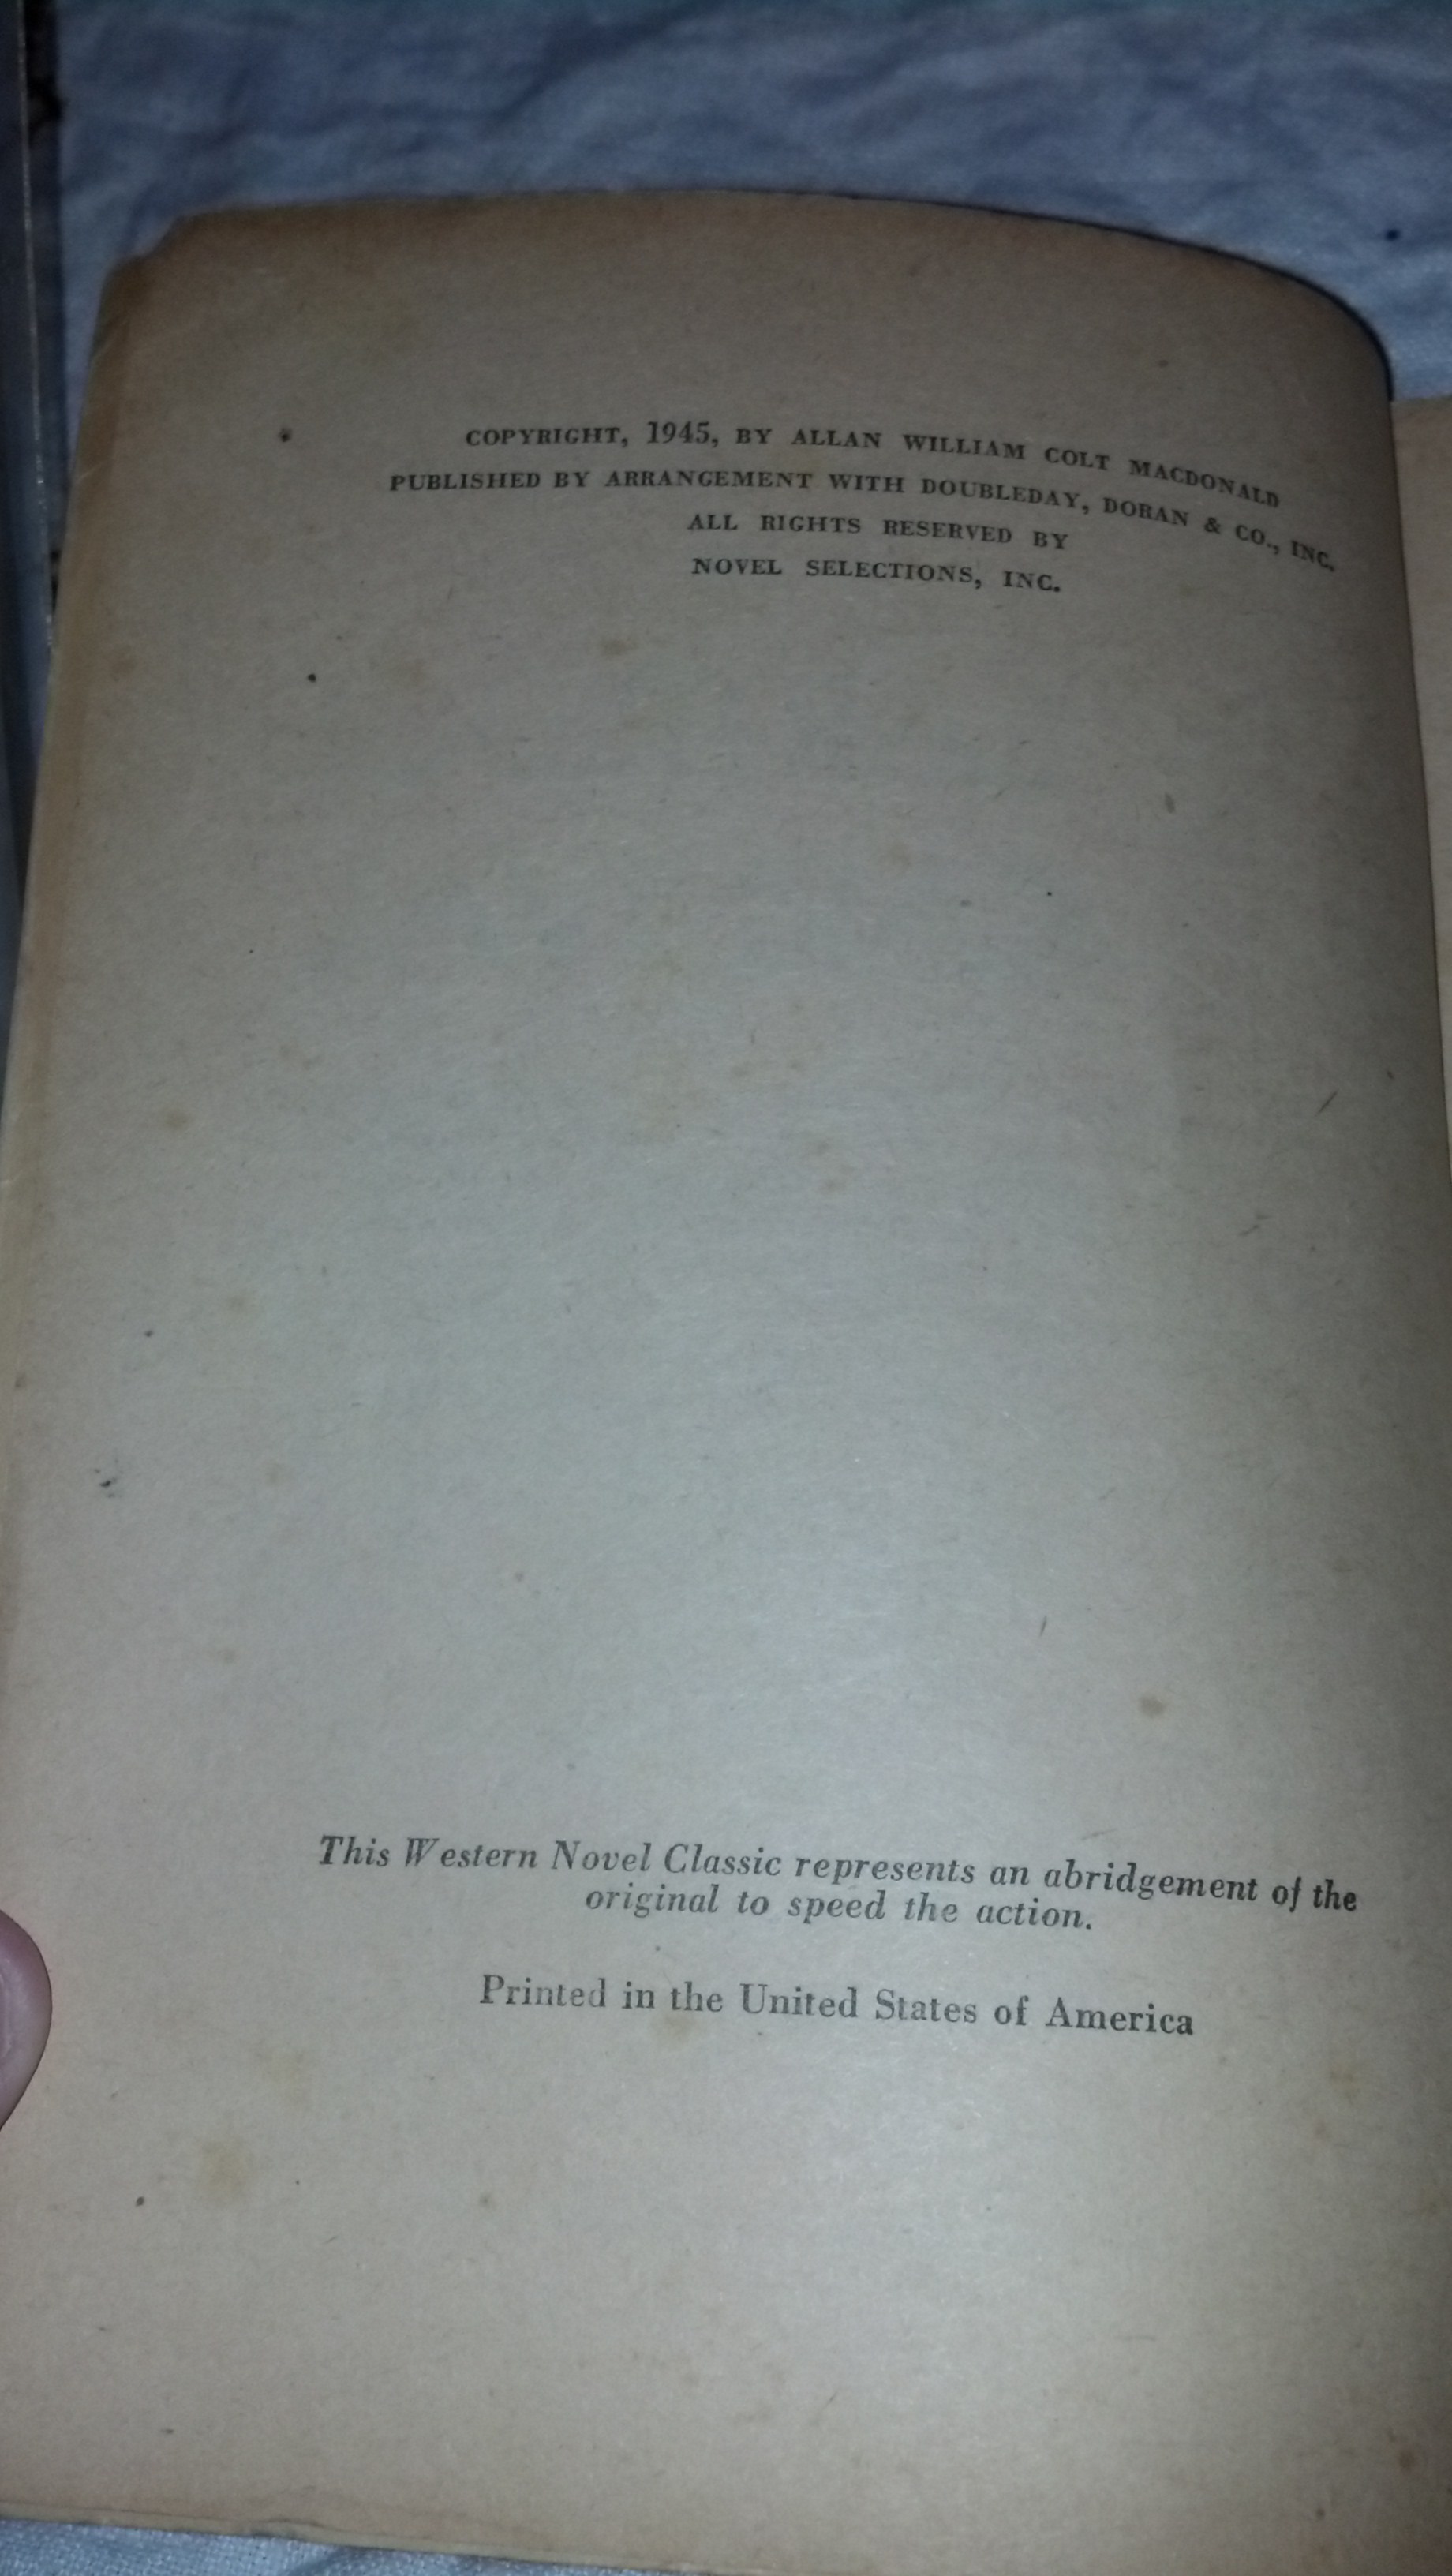 COPYRIGHT, 1945, BY ALLAN WILLIAM COLT MACDONALD
PUBLISHED BY ARRANGEMENT WITH DOUBLEDAY, DORAN & CO., INC.
ALL RIGHTS RESERVED BY
NOVEL SELECTIONS, INC.
This Western Novel Classic represents an abridgement of the
original to speed the action.
Printed in the United States of America